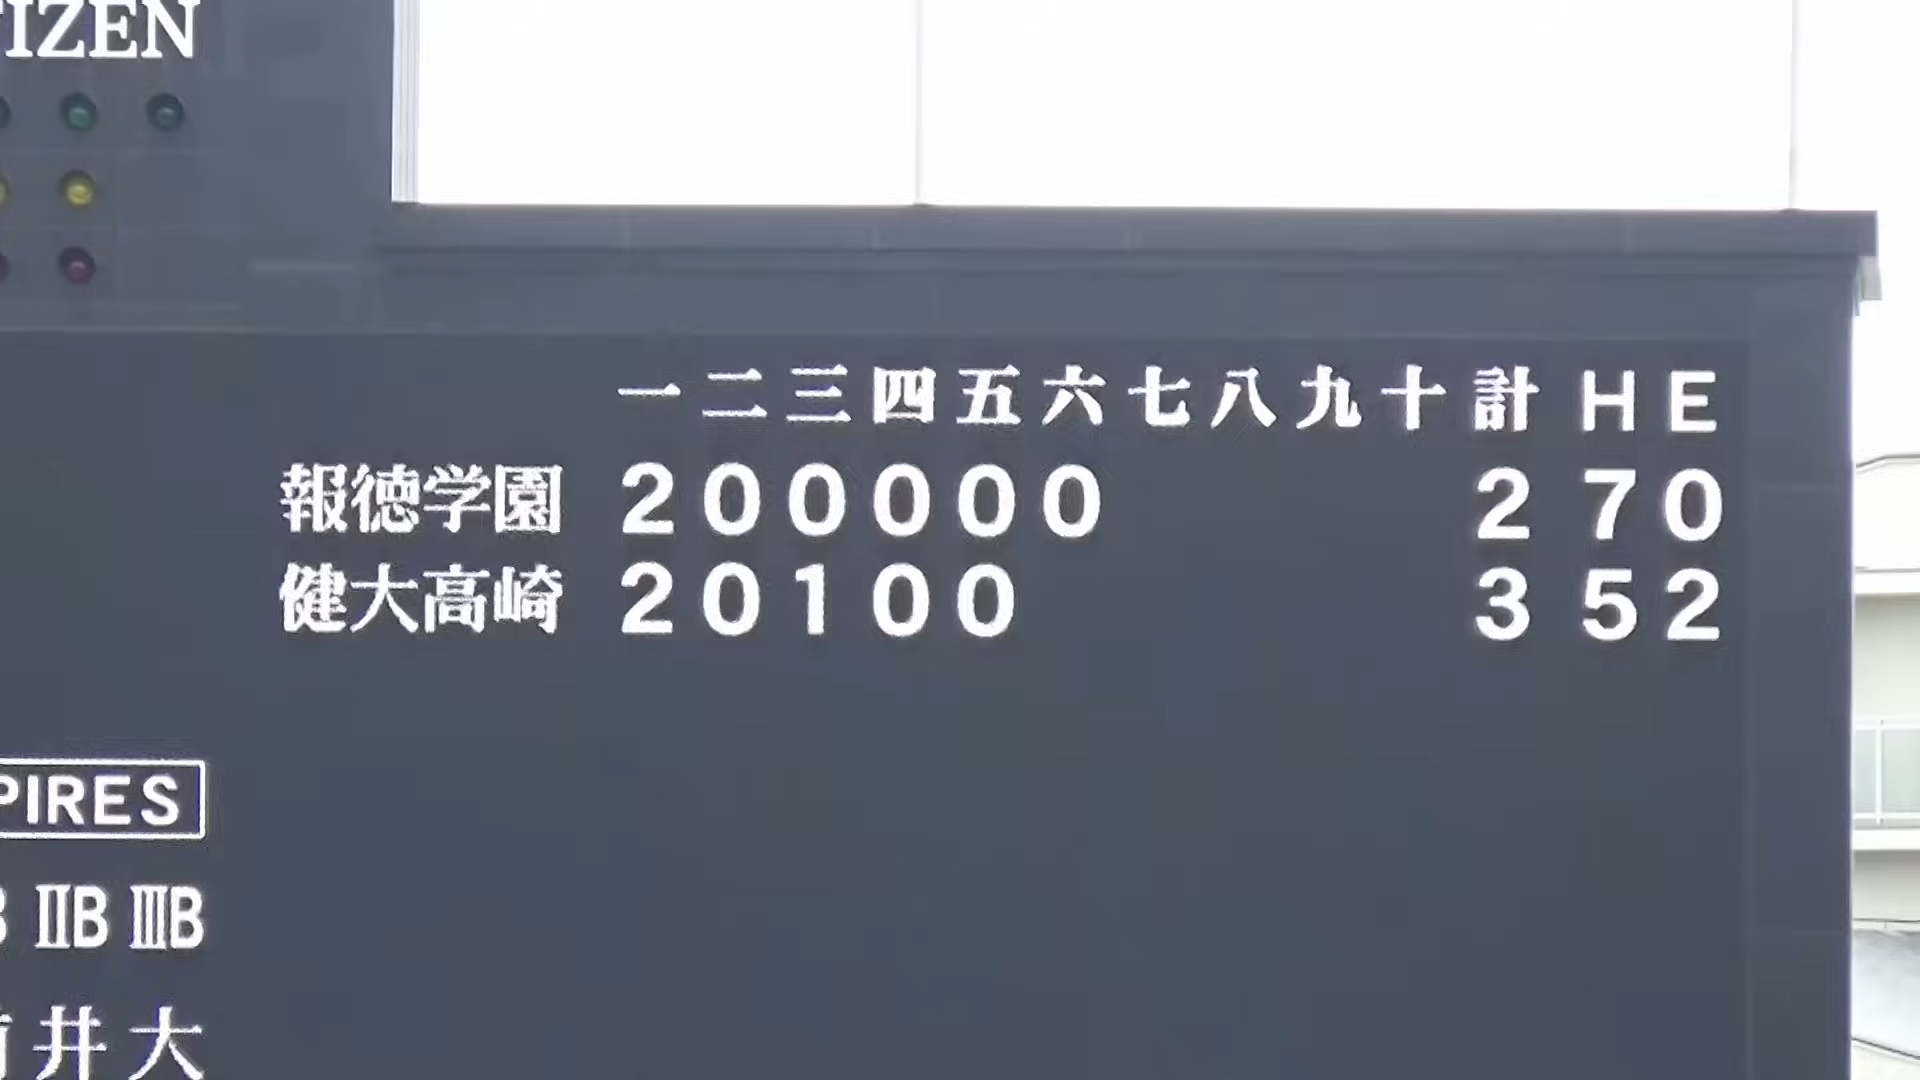 TIZEN
一 二 三 四 五 六 七 八 九 十 計 H E
報徳学園 2 0 0 0 0 0 2 7 0
健大高崎 2 0 1 0 0 3 5 2
PIRES
B ⅡB ⅢB
井 大